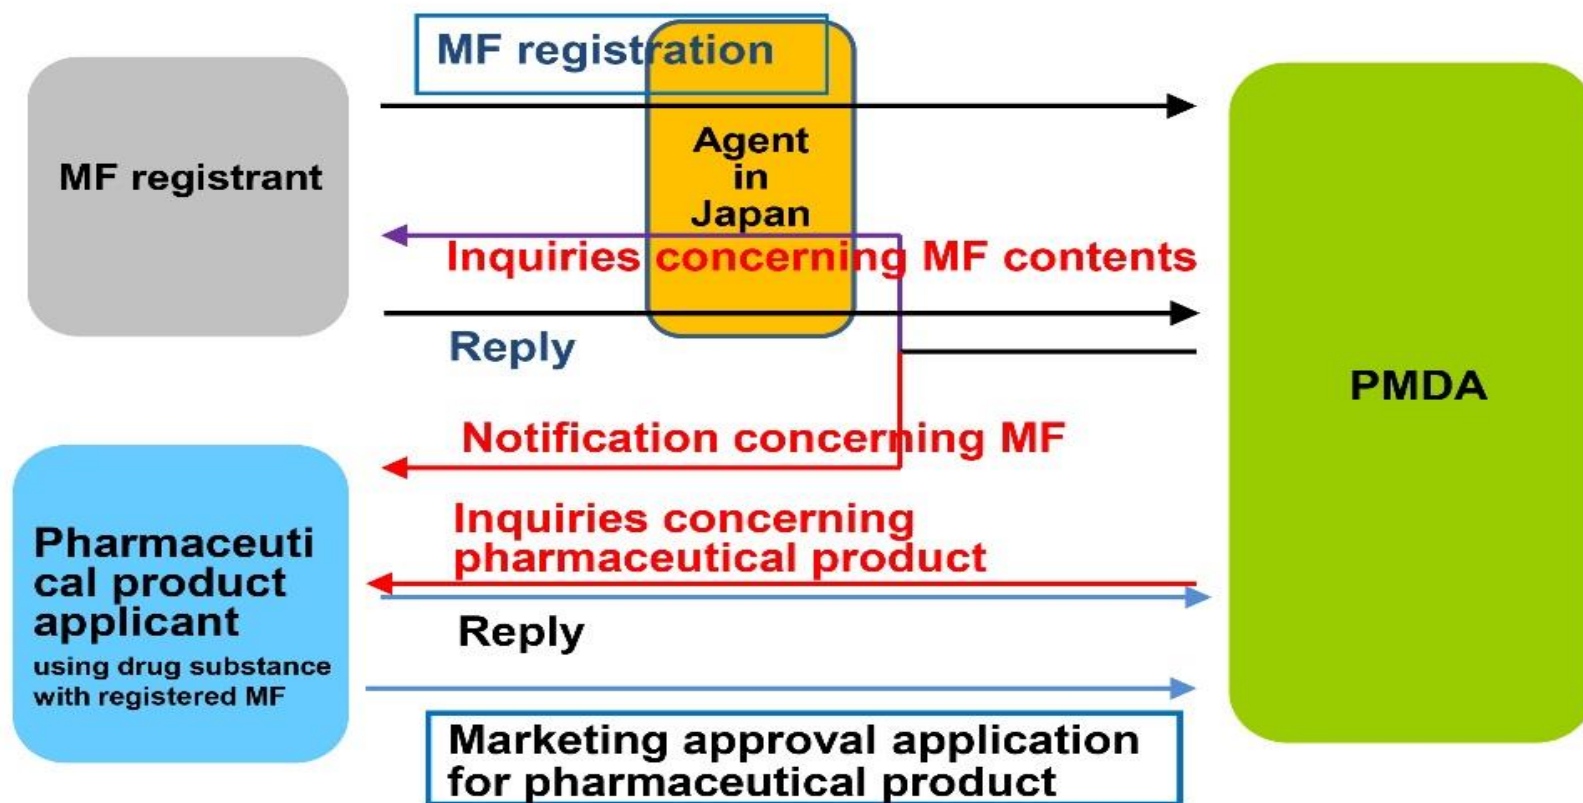 MF registration
MF registrant
Agent
in
Japan
Inquiries concerning MF contents
Reply
PMDA
Notification concerning MF
Inquiries concerning
pharmaceutical product
Pharmaceuti
cal product
applicant
using drug substance
with registered MF
Reply
Marketing approval application
for pharmaceutical product